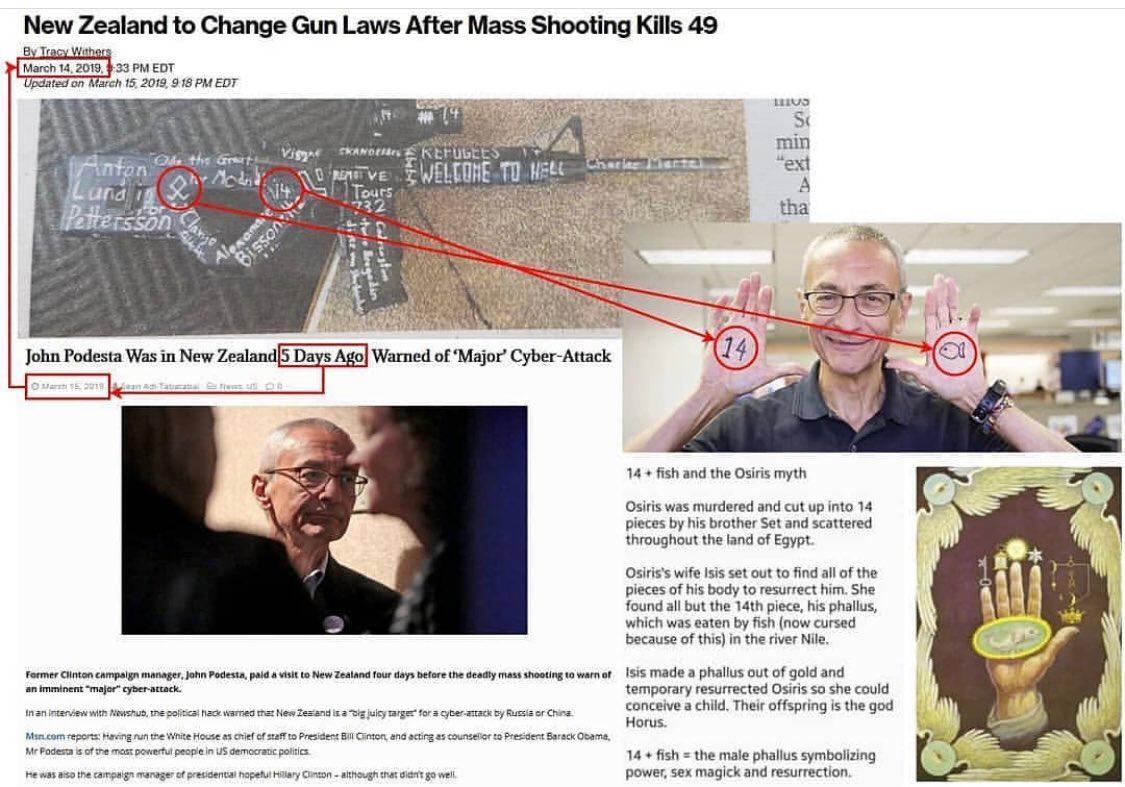 New Zealand to Change Gun Laws After Mass Shooting Kills 49
By Tracy Withers
March 14, 2019, 9:33 PM EDT
Updated on March 15, 2019, 9:18 PM EDT
#14
Anton
Lundin
Pettersson
Odo the Great!
14
Vienne
SKANDERBEG
REMOVE
Tours
732
Alexandre
Bissonnette
REFUGEES
WELCOME TO HELL
Charles Martel
mos
So
min
"ext
A
tha
14
John Podesta Was in New Zealand 5 Days Ago, Warned of ‘Major’ Cyber-Attack
March 15, 2019 Sean Adl-Tabatabai News, US 0
Former Clinton campaign manager, John Podesta, paid a visit to New Zealand four days before the deadly mass shooting to warn of
an imminent “major” cyber-attack.
In an interview with Newshub, the political hack warned that New Zealand is a “big juicy target” for a cyber-attack by Russia or China.
Msn.com reports: Having run the White House as chief of staff to President Bill Clinton, and acting as counsellor to President Barack Obama,
Mr Podesta is of the most powerful people in US democratic politics.
He was also the campaign manager of presidential hopeful Hillary Clinton – although that didn't go well.
14 + fish and the Osiris myth
Osiris was murdered and cut up into 14
pieces by his brother Set and scattered
throughout the land of Egypt.
Osiris's wife Isis set out to find all of the
pieces of his body to resurrect him. She
found all but the 14th piece, his phallus,
which was eaten by fish (now cursed
because of this) in the river Nile.
Isis made a phallus out of gold and
temporary resurrected Osiris so she could
conceive a child. Their offspring is the god
Horus.
14 + fish = the male phallus symbolizing
power, sex magick and resurrection.